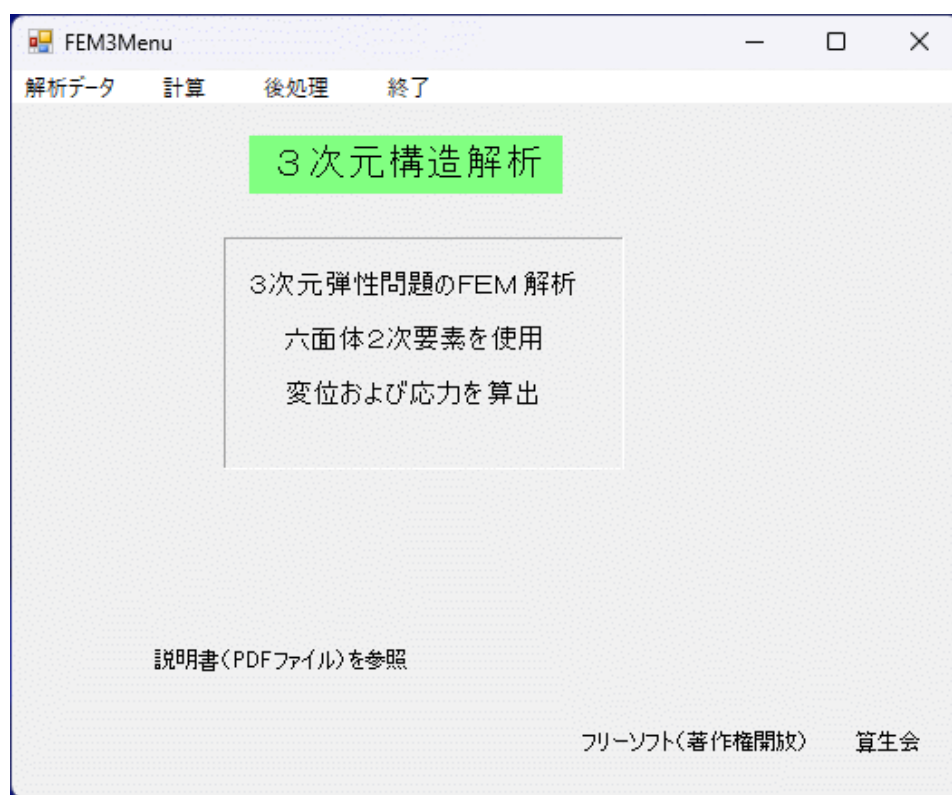 FEM3Menu
解析データ 計算 後処理 終了
３次元構造解析
３次元弾性問題のＦＥＭ 解析
六面体２次要素を使用
変位および応力を算出
説明書(PDFファイル)を参照
フリーソフト(著作権開放) 算生会